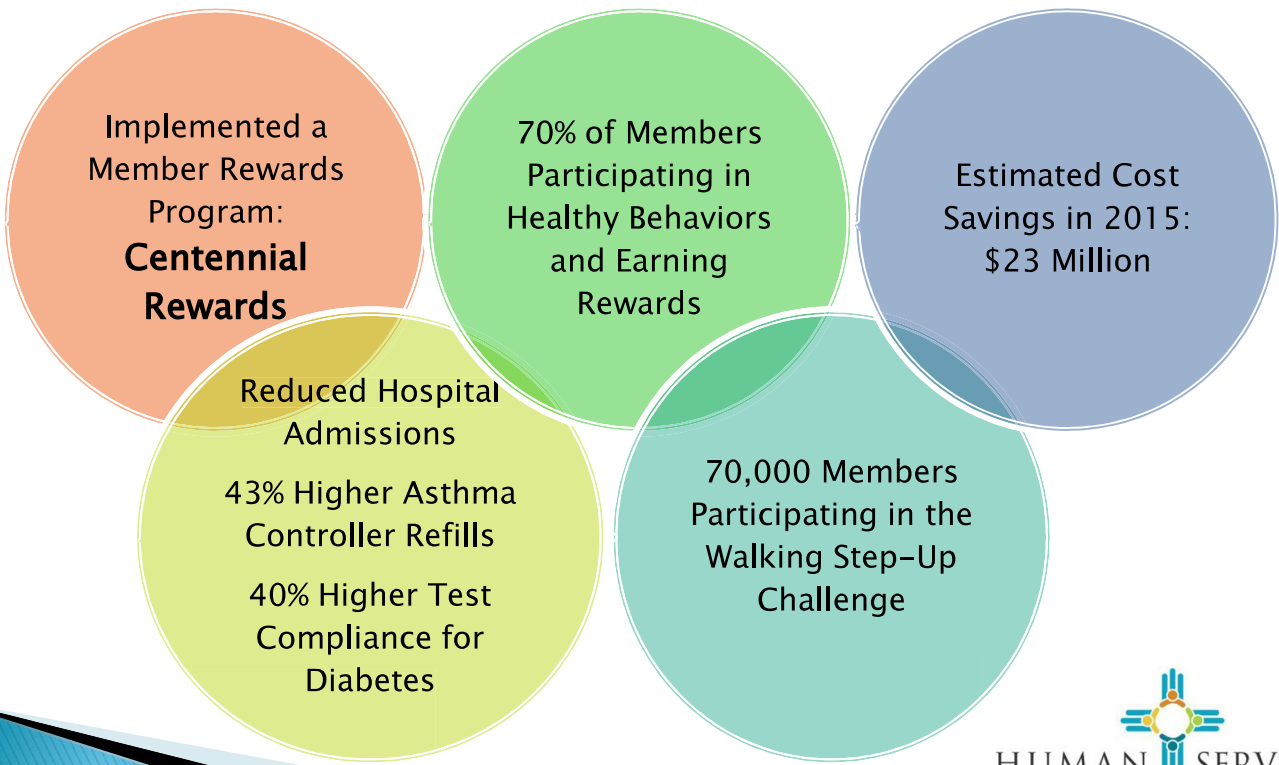 Implemented a
Member Rewards
Program:
Centennial
Rewards
70% of Members
Participating in
Healthy Behaviors
and Earning
Rewards
Estimated Cost
Savings in 2015:
$23 Million
Reduced Hospital
Admissions
43% Higher Asthma
Controller Refills
40% Higher Test
Compliance for
Diabetes
70,000 Members
Participating in the
Walking Step-Up
Challenge
HUMAN SERV